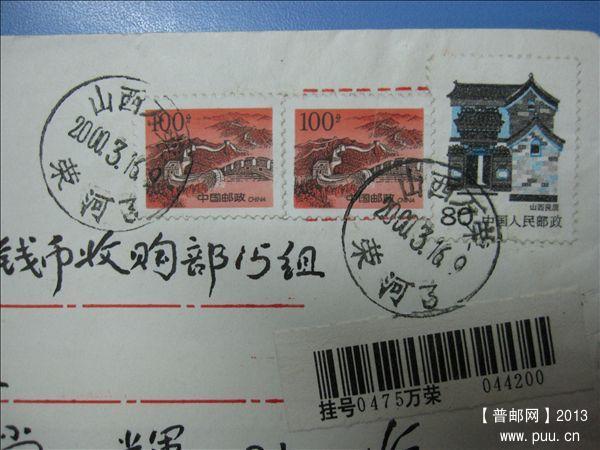 100分
中国邮政 CHINA
100分
中国邮政 CHINA
山西民居
80
中国人民邮政
山西万荣
2000.3.16.9
荣河
山西万荣
2000.3.16.9
荣河
钱币收购部15组
挂号0475万荣 044200
【普邮网】2013
www.puu.cn